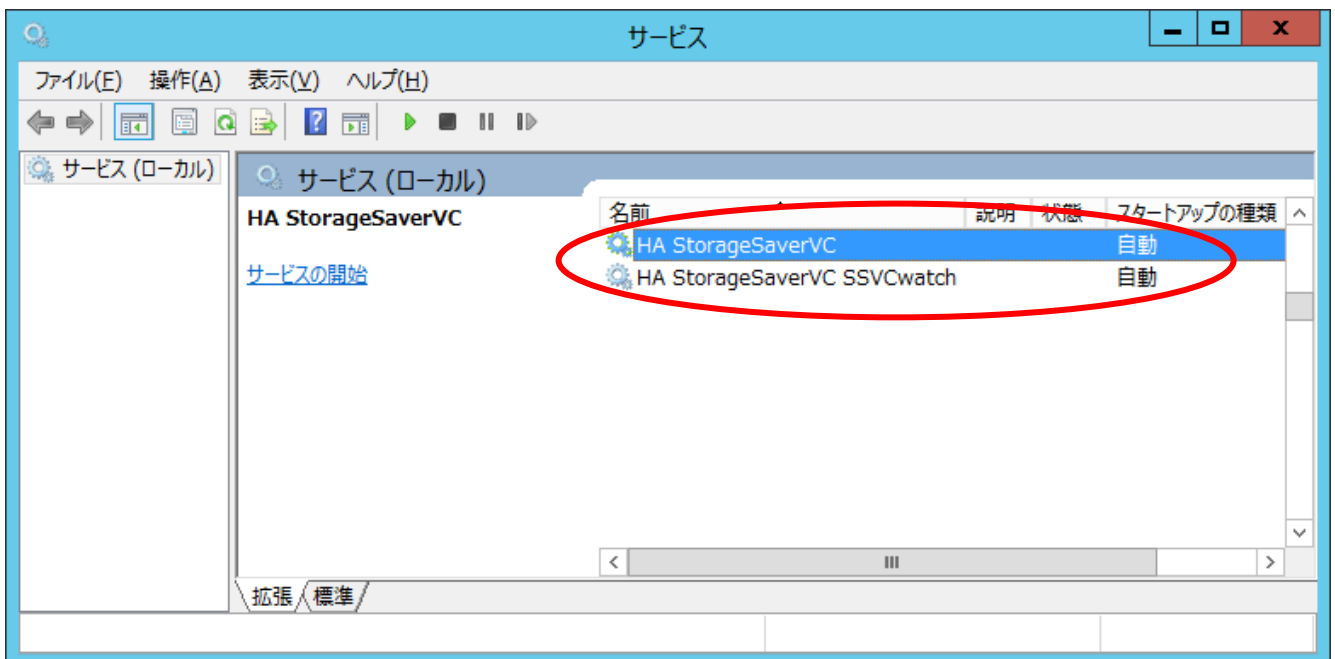 サービス
ファイル(F) 操作(A) 表示(V) ヘルプ(H)
サービス (ローカル)
サービス (ローカル)
HA StorageSaverVC
サービスの開始
名前 説明 状態 スタートアップの種類
HA StorageSaverVC 自動
HA StorageSaverVC SSVCwatch 自動
拡張 標準